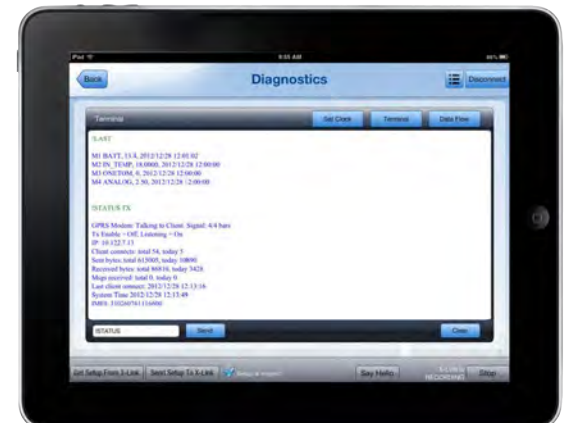 iPad
9:05 AM
Back
Diagnostics
Disconnect
Terminal
Set Clock
Terminal
Data Flow
!LAST
M1 BATT, 13.4, 2012/12/28 12:01:02
M2 IN_TEMP, 18.0000, 2012/12/28 12:00:00
M3 ONETOM, 0, 2012/12/28 12:00:00
M4 ANALOG, 2.50, 2012/12/28 12:00:00
!STATUS TX
GPRS Modem: Talking to Client. Signal: 4/4 bars
Tx Enable = Off, Listening = On
IP: 10.122.7.13
Client connects: total 54, today 5
Sent bytes: total 615005, today 10890
Received bytes: total 86816, today 3428
Msgs received: total 0, today 0
Last client connect: 2012/12/28 12:13:16
System Time 2012/12/28 12:13:49
IMSI: 310260761116900
!STATUS
Send
Clear
Get Setup From X-Link
Send Setup To X-Link
Say Hello
RECORDING
Stop